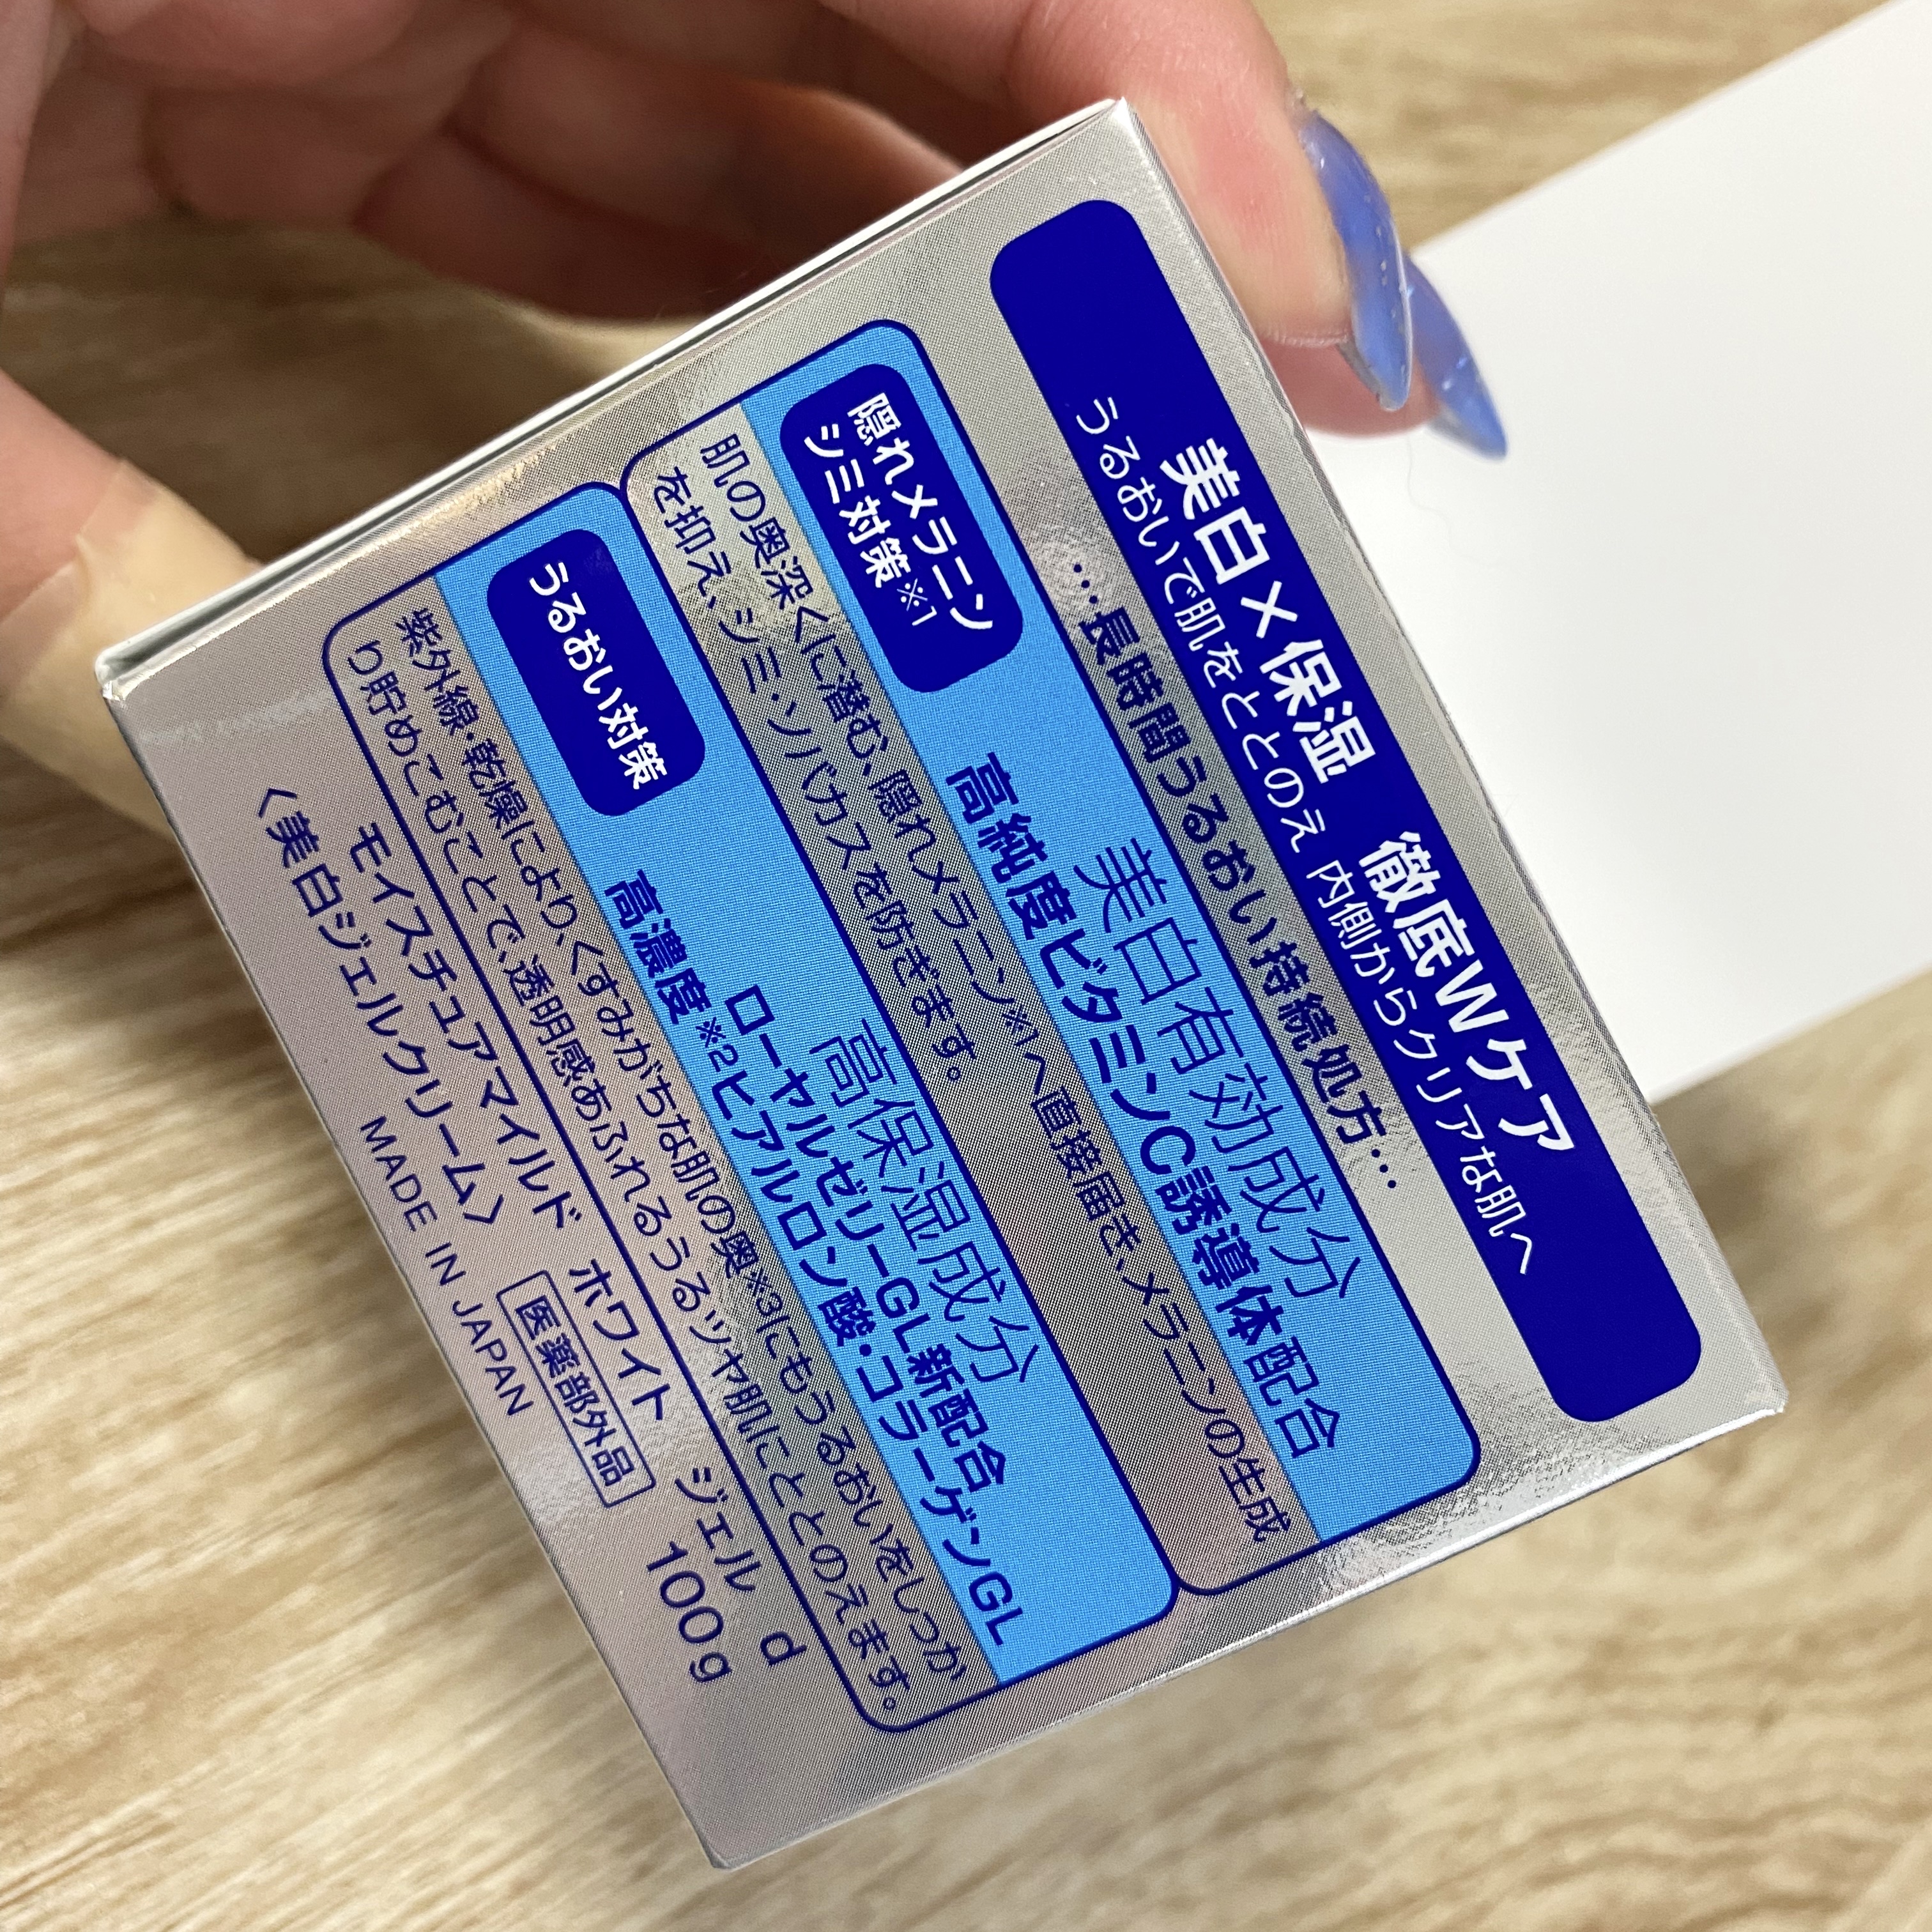 美白×保湿 徹底Wケア
うるおいで肌をととのえ 内側からクリアな肌へ
…長時間うるおい持続処方…
隠れメラニン
シミ対策※1
美白有効成分
高純度ビタミンC誘導体配合
肌の奥深くに潜む、隠れメラニン※1へ直接届き、メラニンの生成
を抑え、シミ・ソバカスを防ぎます。
うるおい対策
高保湿成分
ローヤルゼリーGL新配合
高濃度※2ヒアルロン酸・コラーゲンGL
紫外線・乾燥により、くすみがちな肌の奥※3にもうるおいをしっか
り貯めこむことで、透明感あふれるうるツヤ肌にととのえます。
モイスチュアマイルド ホワイト ジェル d
〈美白ジェルクリーム〉 医薬部外品 100g
MADE IN JAPAN